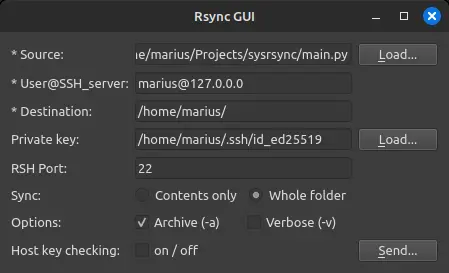 Rsync GUI
* Source: ne/marius/Projects/sysrsync/main.py Load...
* User@SSH_server: marius@127.0.0.0
* Destination: /home/marius/
Private key: /home/marius/.ssh/id_ed25519 Load...
RSH Port: 22
Sync: Contents only Whole folder
Options: Archive (-a) Verbose (-v)
Host key checking: on / off Send...